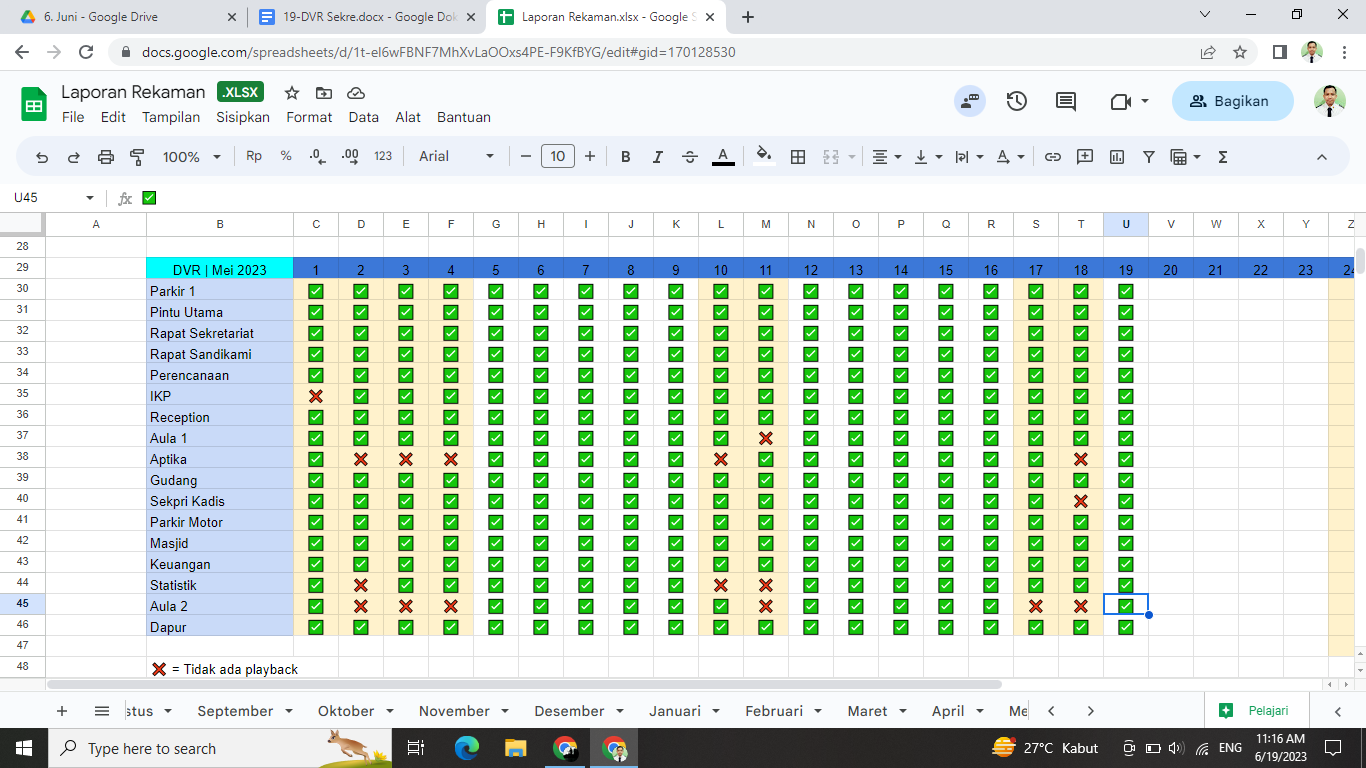 6. Juni - Google Drive
19-DVR Sekre.docx - Google Dok
Laporan Rekaman.xlsx - Google S
docs.google.com/spreadsheets/d/1t-eI6wFBNF7MhXvLaOOxs4PE-F9KfBYG/edit#gid=170128530
Laporan Rekaman .XLSX
File Edit Tampilan Sisipkan Format Data Alat Ekstensi Bantuan
Bagikan
100% Rp % .0 .00 123 Arial 10 B I A
U45 fx ✅
A B C D E F G H I J K L M N O P Q R S T U V W X Y Z
28
29 DVR | Mei 2023 1 2 3 4 5 6 7 8 9 10 11 12 13 14 15 16 17 18 19 20 21 22 23 24
30 Parkir 1 ✅ ✅ ✅ ✅ ✅ ✅ ✅ ✅ ✅ ✅ ✅ ✅ ✅ ✅ ✅ ✅ ✅ ✅ ✅
31 Pintu Utama ✅ ✅ ✅ ✅ ✅ ✅ ✅ ✅ ✅ ✅ ✅ ✅ ✅ ✅ ✅ ✅ ✅ ✅ ✅
32 Rapat Sekretariat ✅ ✅ ✅ ✅ ✅ ✅ ✅ ✅ ✅ ✅ ✅ ✅ ✅ ✅ ✅ ✅ ✅ ✅ ✅
33 Rapat Sandikami ✅ ✅ ✅ ✅ ✅ ✅ ✅ ✅ ✅ ✅ ✅ ✅ ✅ ✅ ✅ ✅ ✅ ✅ ✅
34 Perencanaan ✅ ✅ ✅ ✅ ✅ ✅ ✅ ✅ ✅ ✅ ✅ ✅ ✅ ✅ ✅ ✅ ✅ ✅ ✅
35 IKP ❌ ✅ ✅ ✅ ✅ ✅ ✅ ✅ ✅ ✅ ✅ ✅ ✅ ✅ ✅ ✅ ✅ ✅ ✅
36 Reception ✅ ✅ ✅ ✅ ✅ ✅ ✅ ✅ ✅ ✅ ✅ ✅ ✅ ✅ ✅ ✅ ✅ ✅ ✅
37 Aula 1 ✅ ✅ ✅ ✅ ✅ ✅ ✅ ✅ ✅ ✅ ❌ ✅ ✅ ✅ ✅ ✅ ✅ ✅ ✅
38 Aptika ✅ ❌ ❌ ❌ ✅ ✅ ✅ ✅ ✅ ❌ ✅ ✅ ✅ ✅ ✅ ✅ ✅ ❌ ✅
39 Gudang ✅ ✅ ✅ ✅ ✅ ✅ ✅ ✅ ✅ ✅ ✅ ✅ ✅ ✅ ✅ ✅ ✅ ✅ ✅
40 Sekpri Kadis ✅ ✅ ✅ ✅ ✅ ✅ ✅ ✅ ✅ ✅ ✅ ✅ ✅ ✅ ✅ ✅ ✅ ❌ ✅
41 Parkir Motor ✅ ✅ ✅ ✅ ✅ ✅ ✅ ✅ ✅ ✅ ✅ ✅ ✅ ✅ ✅ ✅ ✅ ✅ ✅
42 Masjid ✅ ✅ ✅ ✅ ✅ ✅ ✅ ✅ ✅ ✅ ✅ ✅ ✅ ✅ ✅ ✅ ✅ ✅ ✅
43 Keuangan ✅ ✅ ✅ ✅ ✅ ✅ ✅ ✅ ✅ ✅ ✅ ✅ ✅ ✅ ✅ ✅ ✅ ✅ ✅
44 Statistik ✅ ❌ ✅ ✅ ✅ ✅ ✅ ✅ ✅ ❌ ❌ ✅ ✅ ✅ ✅ ✅ ✅ ✅ ✅
45 Aula 2 ✅ ❌ ❌ ❌ ✅ ✅ ✅ ✅ ✅ ✅ ❌ ✅ ✅ ✅ ✅ ✅ ❌ ❌ ✅
46 Dapur ✅ ✅ ✅ ✅ ✅ ✅ ✅ ✅ ✅ ✅ ✅ ✅ ✅ ✅ ✅ ✅ ✅ ✅ ✅
47
48 ❌ = Tidak ada playback
stus September Oktober November Desember Januari Februari Maret April Me
Pelajari
Type here to search
27°C Kabut
ENG
11:16 AM
6/19/2023